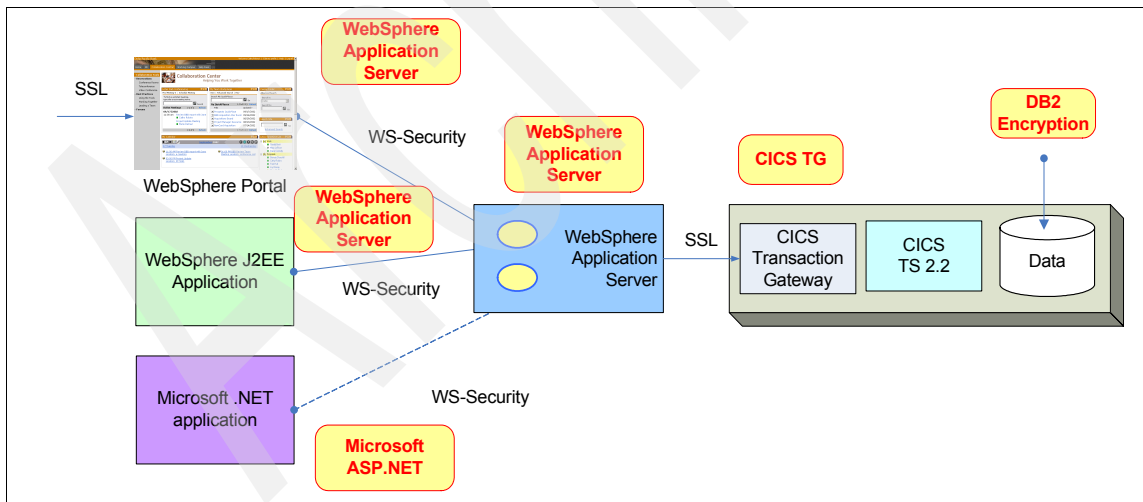 WebSphere
Application
Server
SSL
Collaboration Center
WS-Security
WebSphere Portal
WebSphere
Application
Server
CICS TG
DB2
Encryption
WebSphere
Application
Server
WebSphere J2EE
Application
WS-Security
WebSphere
Application
Server
SSL
CICS
Transaction
Gateway
CICS
TS 2.2
Data
Microsoft .NET
application
WS-Security
Microsoft
ASP.NET